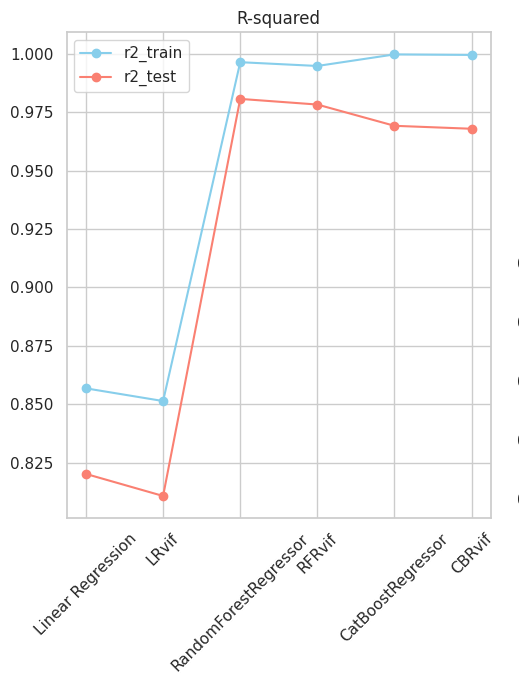 R-squared
r2_train
r2_test
1.000
0.975
0.950
0.925
0.900
0.875
0.850
0.825
Linear Regression
LRvif
RandomForestRegressor
RFRvif
CatBoostRegressor
CBRvif